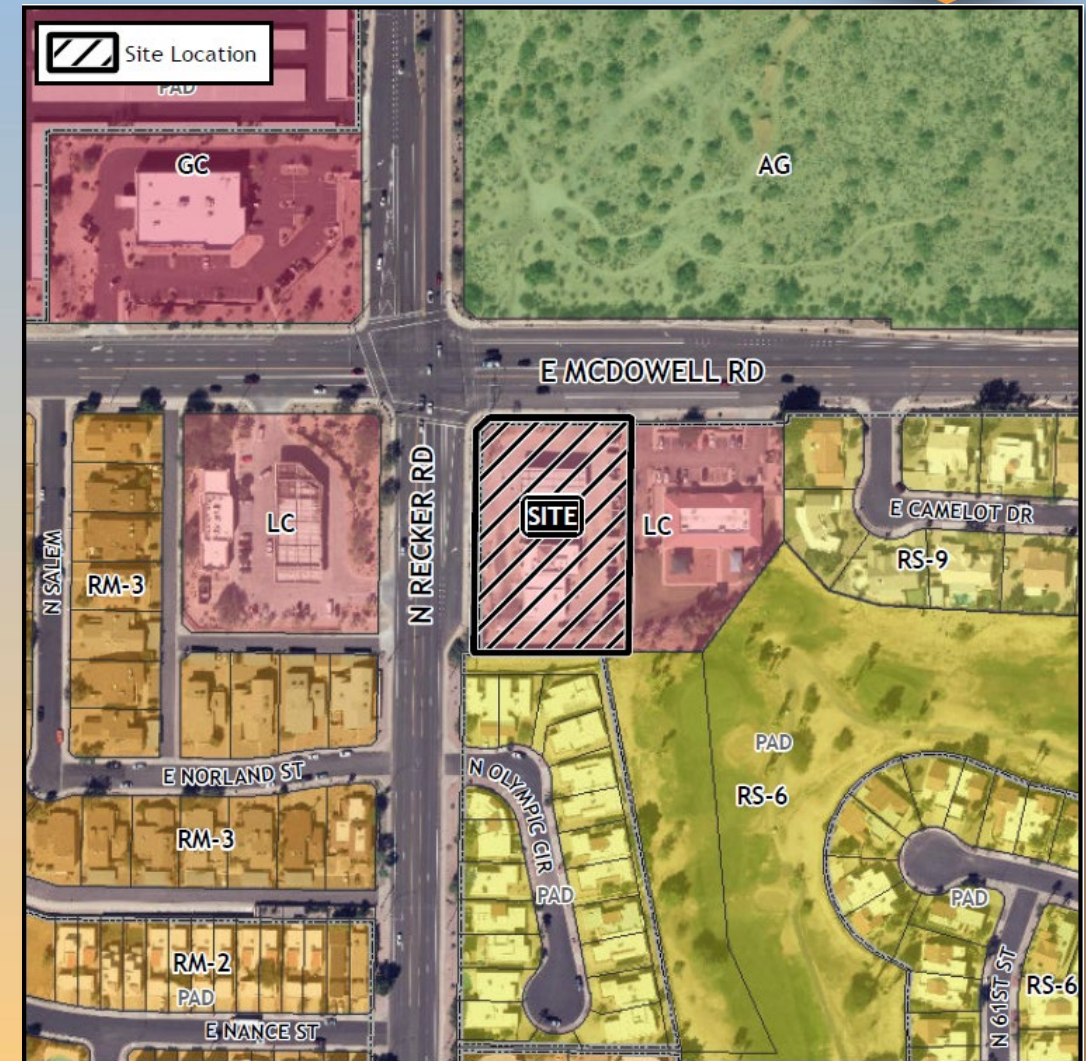 Site Location
PAD
GC
AG
E MCDOWELL RD
N RECKER RD
SITE
LC
LC
E CAMELOT DR
RS-9
N SALEM
RM-3
PAD
RS-6
E NORLAND ST
N OLYMPIC CIR
RM-3
PAD
PAD
RM-2
PAD
N 61ST ST
RS-6
E NANCE ST